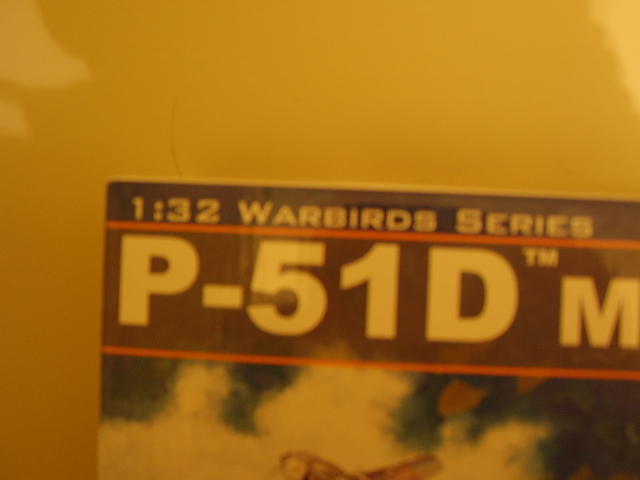 1:32 WARBIRDS SERIES
P-51D™ M